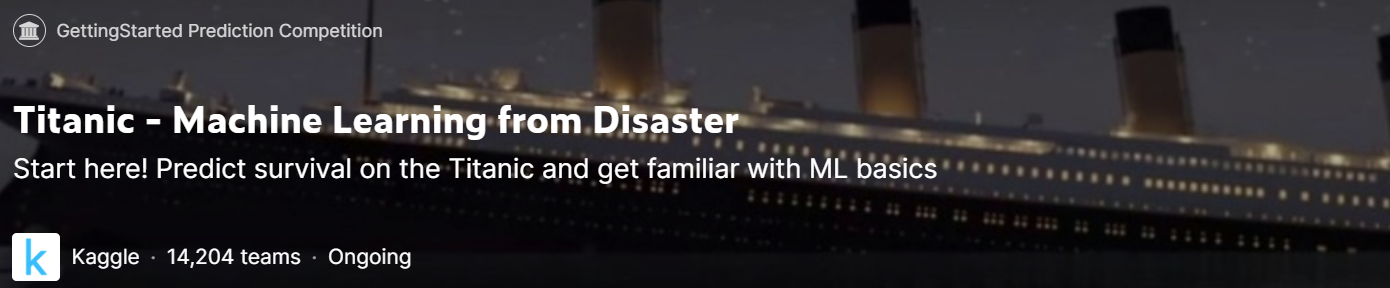 GettingStarted Prediction Competition
Titanic - Machine Learning from Disaster
Start here! Predict survival on the Titanic and get familiar with ML basics
k
Kaggle · 14,204 teams · Ongoing